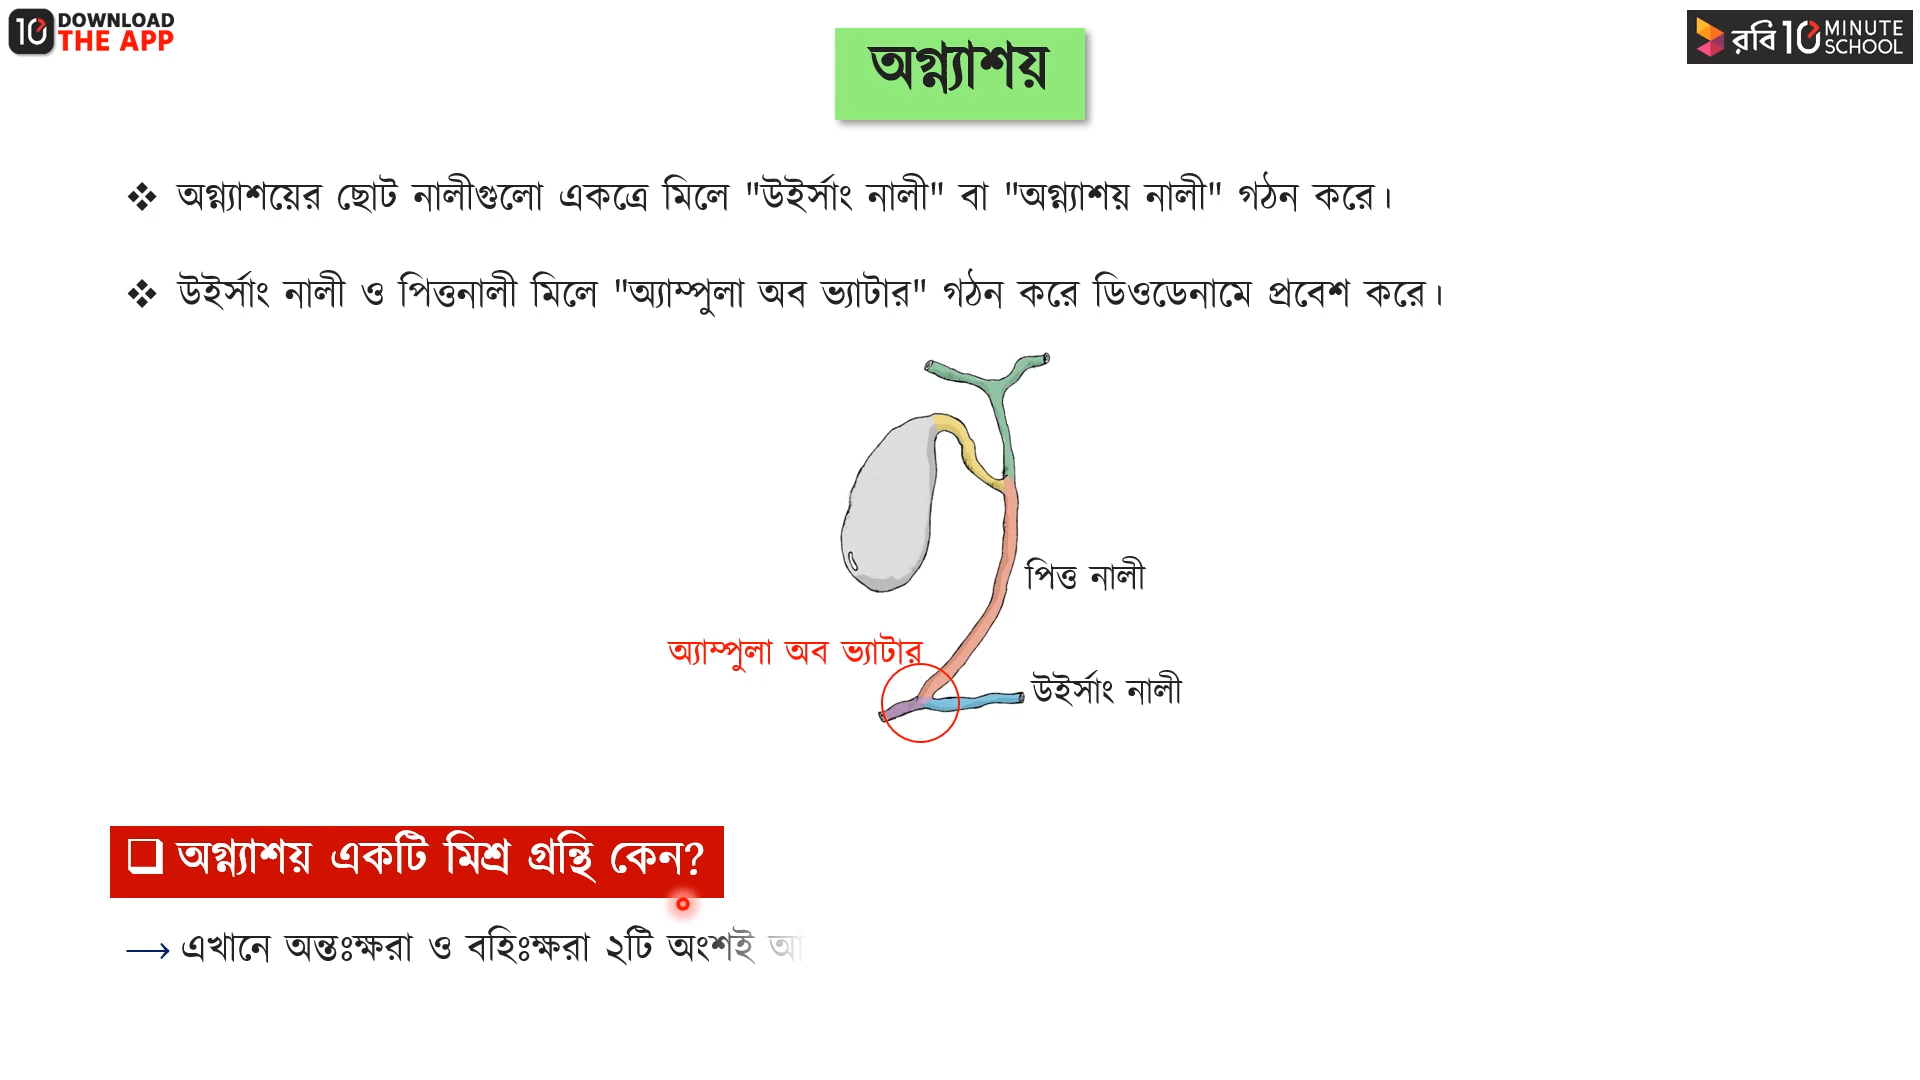 10 DOWNLOAD THE APP
রবি 10 MINUTE SCHOOL
অগ্ন্যাশয়
❖ অগ্ন্যাশয়ের ছোট নালীগুলো একত্রে মিলে "উইর্সাং নালী" বা "অগ্ন্যাশয় নালী" গঠন করে।
❖ উইর্সাং নালী ও পিত্তনালী মিলে "অ্যাম্পুলা অব ভ্যাটার" গঠন করে ডিওডেনামে প্রবেশ করে।
পিত্ত নালী
অ্যাম্পুলা অব ভ্যাটার
উইর্সাং নালী
❑ অগ্ন্যাশয় একটি মিশ্র গ্রন্থি কেন?
→ এখানে অন্তঃক্ষরা ও বহিঃক্ষরা ২টি অংশই